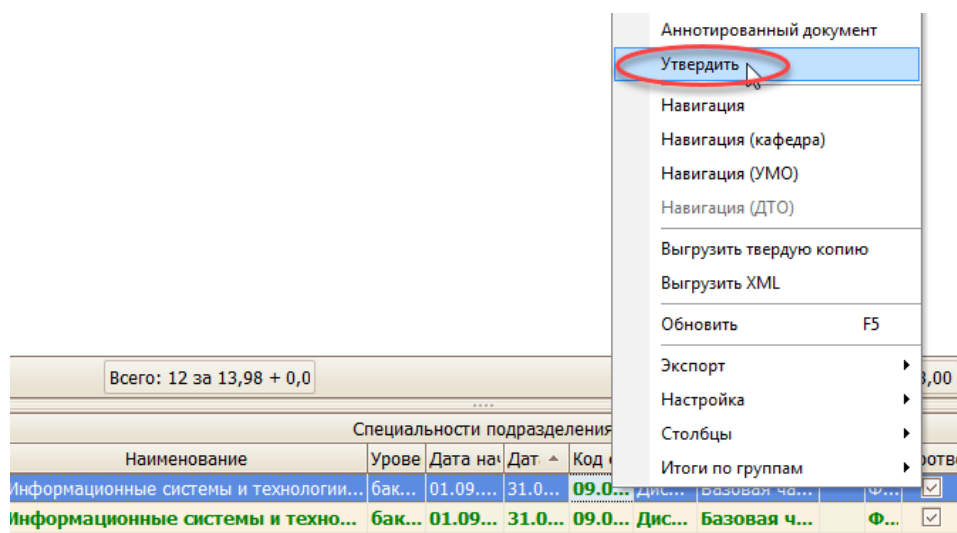 Аннотированный документ
Утвердить
Навигация
Навигация (кафедра)
Навигация (УМО)
Навигация (ДТО)
Выгрузить твердую копию
Выгрузить XML
Обновить F5
Экспорт
Настройка
Столбцы
Итоги по группам
Всего: 12 за 13,98 + 0,0 3,00
Специальности подразделения
Наименование Урове Дата нач Дат Код
Информационные системы и технологии... бак... 01.09.... 31.0... 09.0... Дис... Базовая ча... Ф...
Информационные системы и техно... бак... 01.09... 31.0... 09.0... Дис... Базовая ч... Ф...